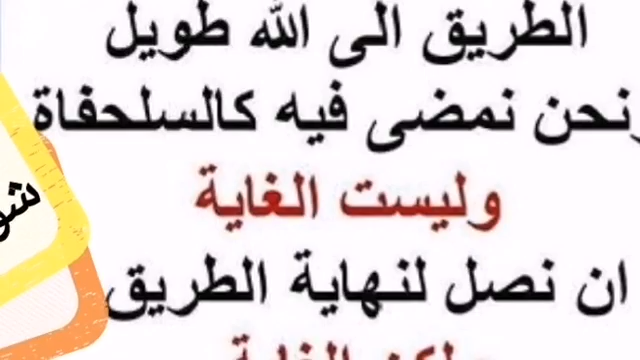 الطريق الى الله طويل
ونحن نمضى فيه كالسلحفاة
وليست الغاية
ان نصل لنهاية الطريق